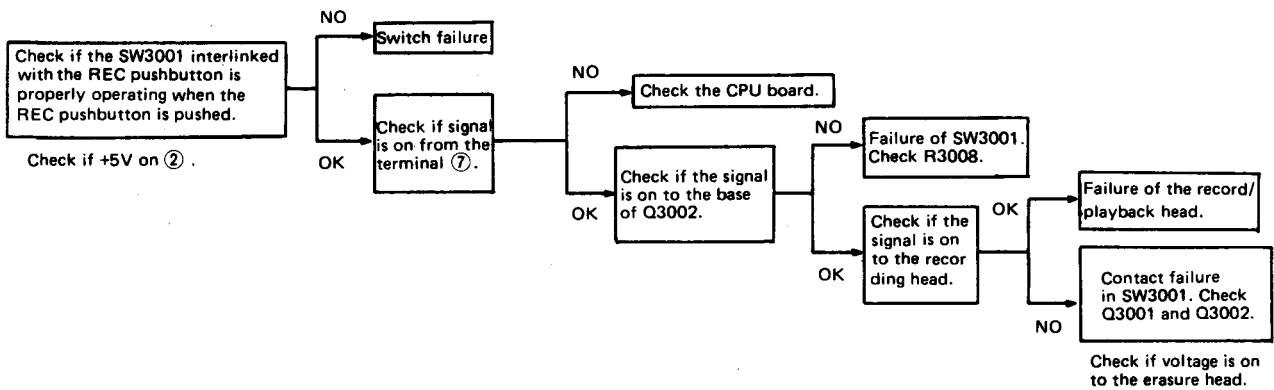 Check if the SW3001 interlinked
with the REC pushbutton is
properly operating when the
REC pushbutton is pushed.
Check if +5V on ② .
NO
Switch failure
OK
Check if signal
is on from the
terminal ⑦.
NO
Check the CPU board.
OK
Check if the signal
is on to the base
of Q3002.
NO
Failure of SW3001.
Check R3008.
OK
Check if the
signal is on
to the recor
ding head.
OK
Failure of the record/
playback head.
NO
Contact failure
in SW3001. Check
Q3001 and Q3002.
Check if voltage is on
to the erasure head.